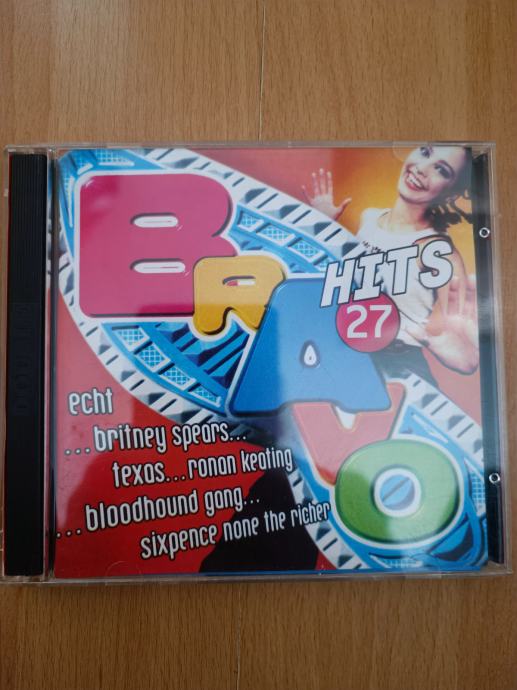 BRAVO
HITS
27
echt
...britney spears...
texas...ronan keating
...bloodhound gang...
sixpence none the richer